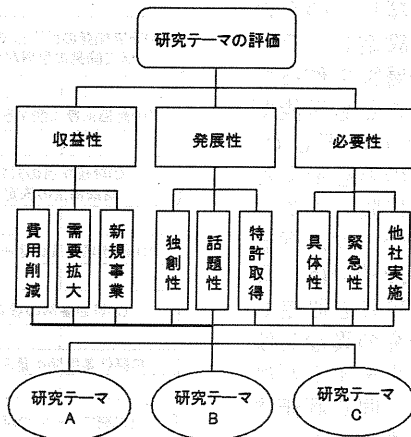 研究テーマの評価
収益性
発展性
必要性
費用削減
需要拡大
新規事業
独創性
話題性
特許取得
具体性
緊急性
他社実施
研究テーマ
A
研究テーマ
B
研究テーマ
C